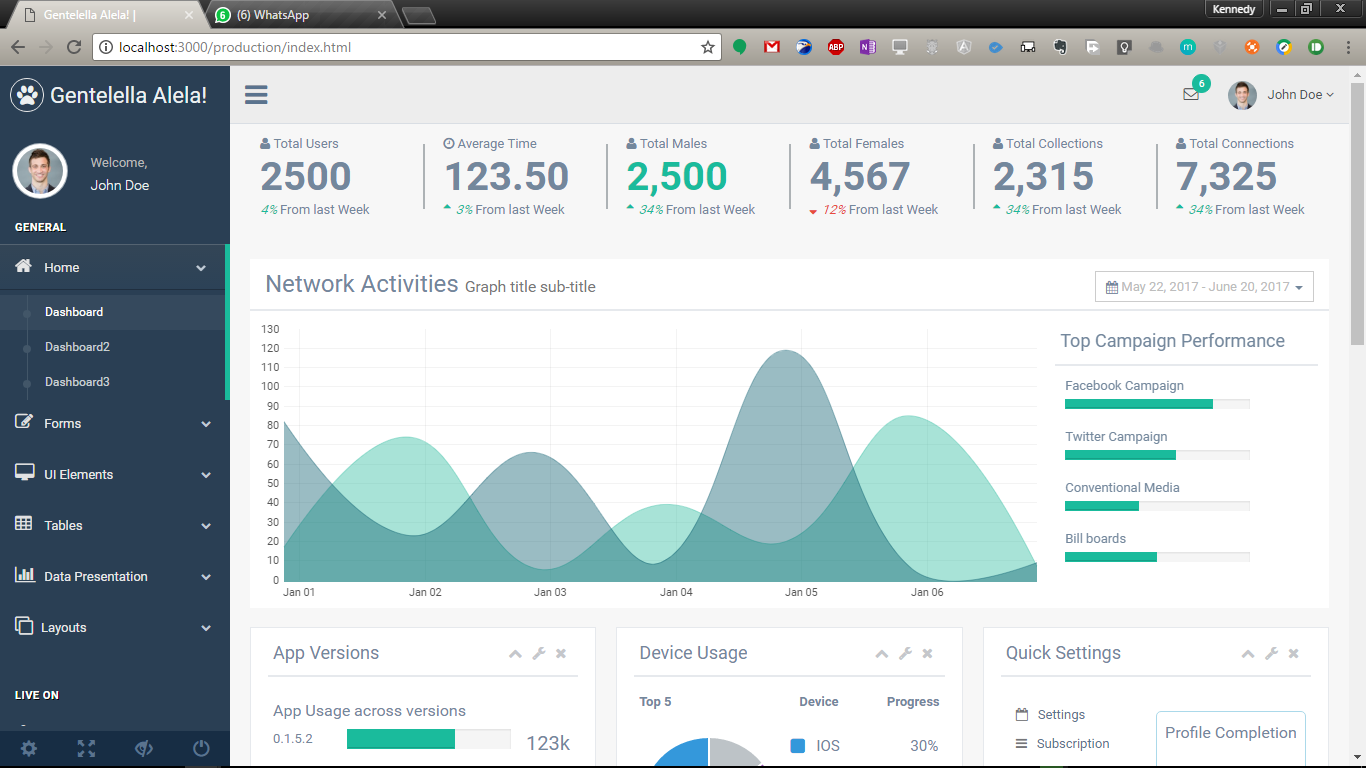 Gentelella Alela! |
(6) WhatsApp
Kennedy
localhost:3000/production/index.html
Gentelella Alela!
6
John Doe
Welcome,
John Doe
GENERAL
Home
Dashboard
Dashboard2
Dashboard3
Forms
UI Elements
Tables
Data Presentation
Layouts
LIVE ON
Total Users
2500
4% From last Week
Average Time
123.50
3% From last Week
Total Males
2,500
34% From last Week
Total Females
4,567
12% From last Week
Total Collections
2,315
34% From last Week
Total Connections
7,325
34% From last Week
Network Activities Graph title sub-title
May 22, 2017 - June 20, 2017
130
120
110
100
90
80
70
60
50
40
30
20
10
0
Jan 01 Jan 02 Jan 03 Jan 04 Jan 05 Jan 06
Top Campaign Performance
Facebook Campaign
Twitter Campaign
Conventional Media
Bill boards
App Versions
App Usage across versions
0.1.5.2 123k
Device Usage
Top 5 Device Progress
IOS 30%
Quick Settings
Settings
Subscription
Profile Completion